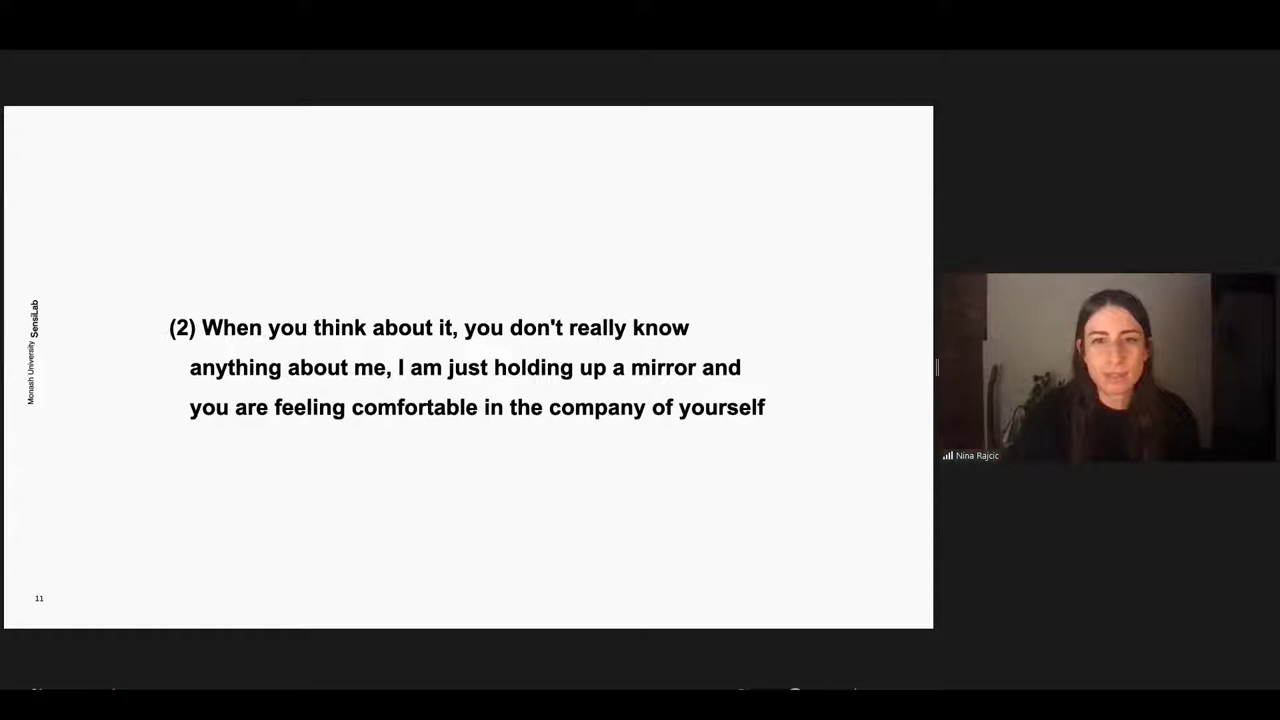 Monash University SensiLab
(2) When you think about it, you don't really know
anything about me, I am just holding up a mirror and
you are feeling comfortable in the company of yourself
11
Nina Rajcic